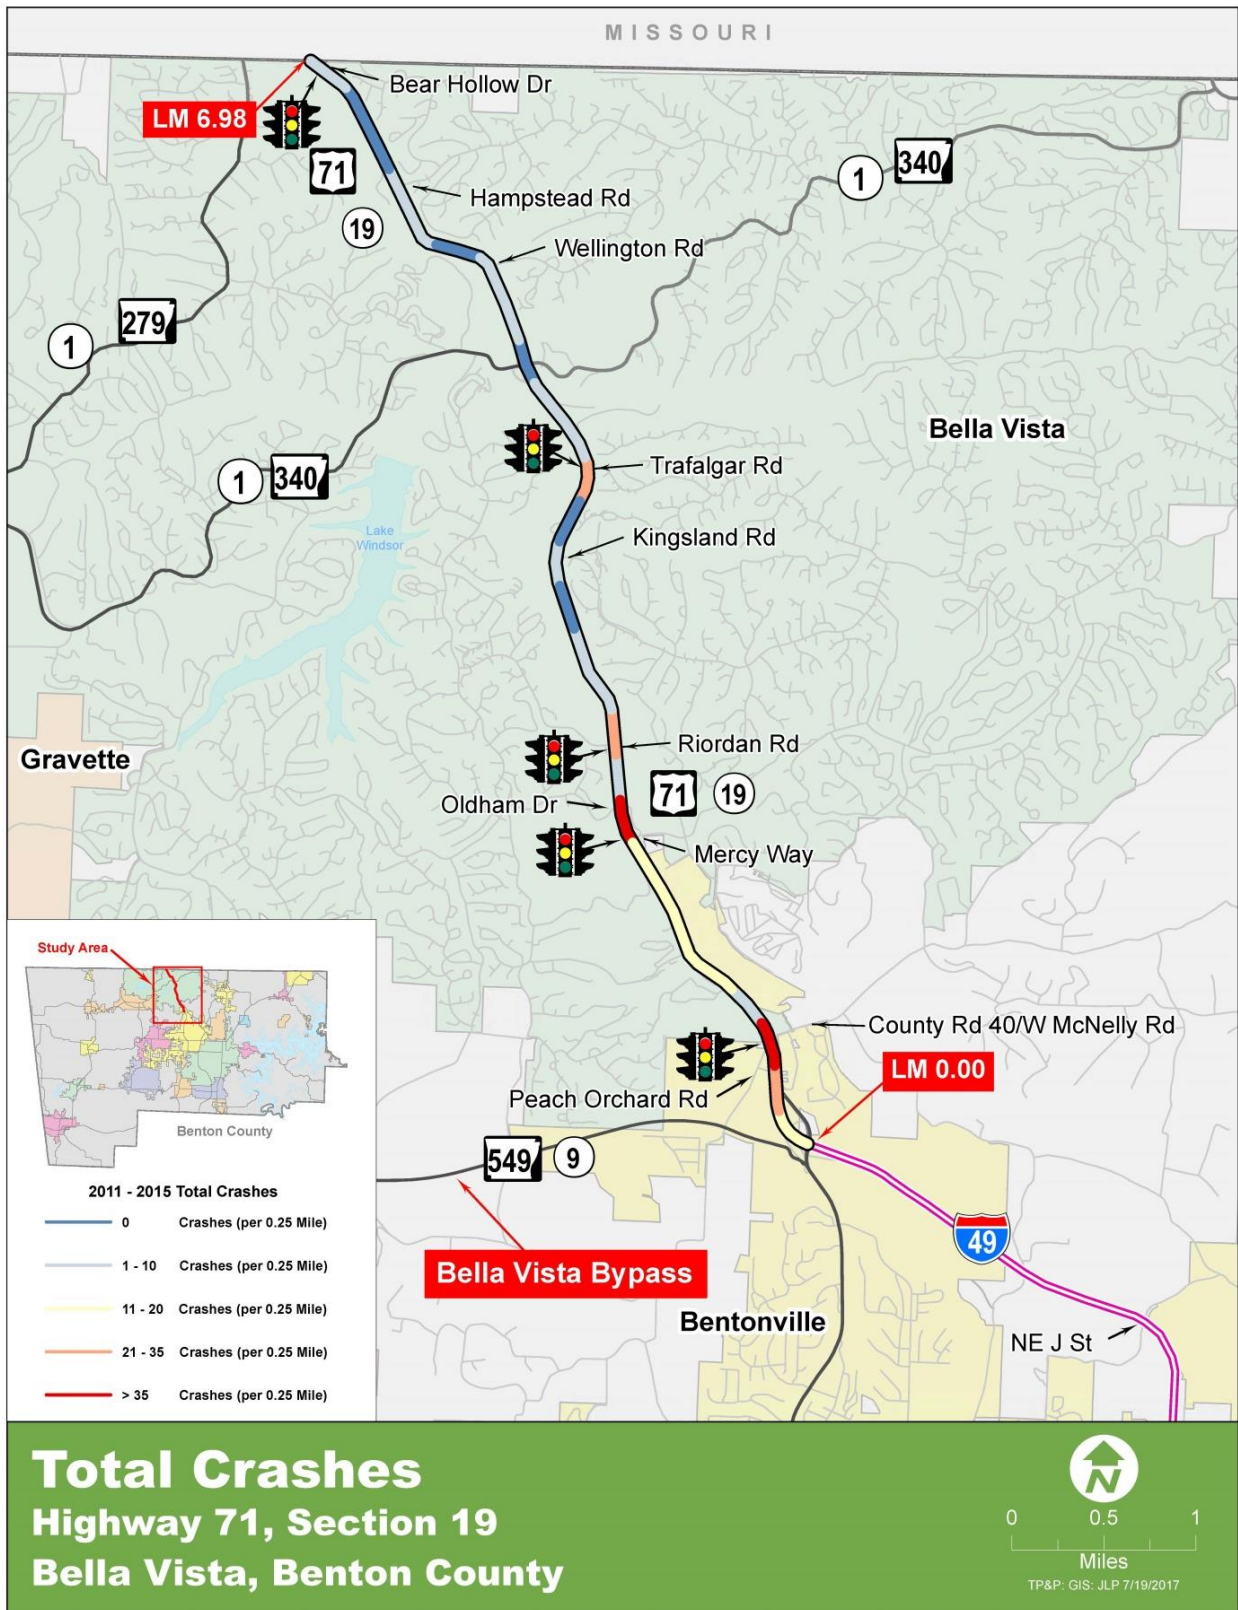 MISSOURI
Bear Hollow Dr
LM 6.98
71
340
1
Hampstead Rd
19
Wellington Rd
279
1
Bella Vista
Trafalgar Rd
1
340
Lake
Windsor
Kingsland Rd
Gravette
Riordan Rd
Oldham Dr
71
19
Mercy Way
County Rd 40/W McNelly Rd
LM 0.00
Peach Orchard Rd
549
9
Bella Vista Bypass
49
Bentonville
NE J St
Study Area
Benton County
2011 - 2015 Total Crashes
0 Crashes (per 0.25 Mile)
1 - 10 Crashes (per 0.25 Mile)
11 - 20 Crashes (per 0.25 Mile)
21 - 35 Crashes (per 0.25 Mile)
> 35 Crashes (per 0.25 Mile)
Total Crashes
Highway 71, Section 19
Bella Vista, Benton County
N
0 0.5 1
Miles
TP&P: GIS: JLP 7/19/2017